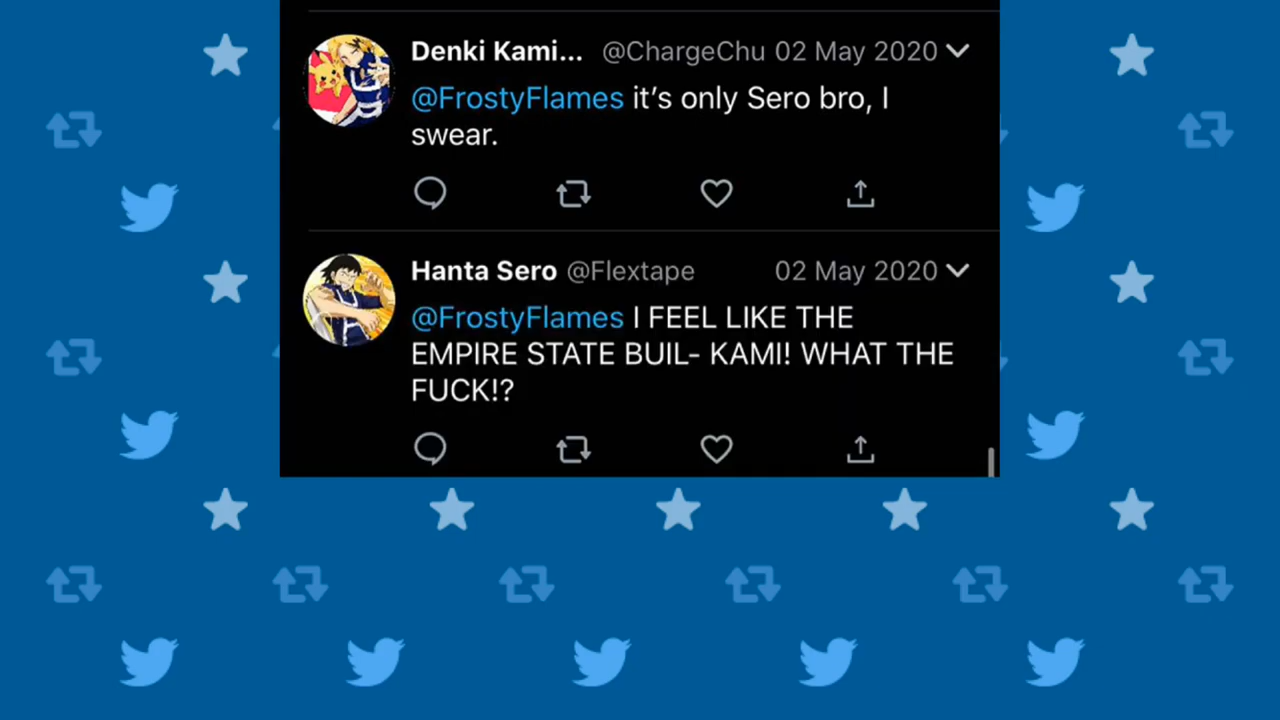 Denki Kami... @ChargeChu 02 May 2020
@FrostyFlames it’s only Sero bro, I
swear.
Hanta Sero @Flextape 02 May 2020
@FrostyFlames I FEEL LIKE THE
EMPIRE STATE BUIL- KAMI! WHAT THE
FUCK!?